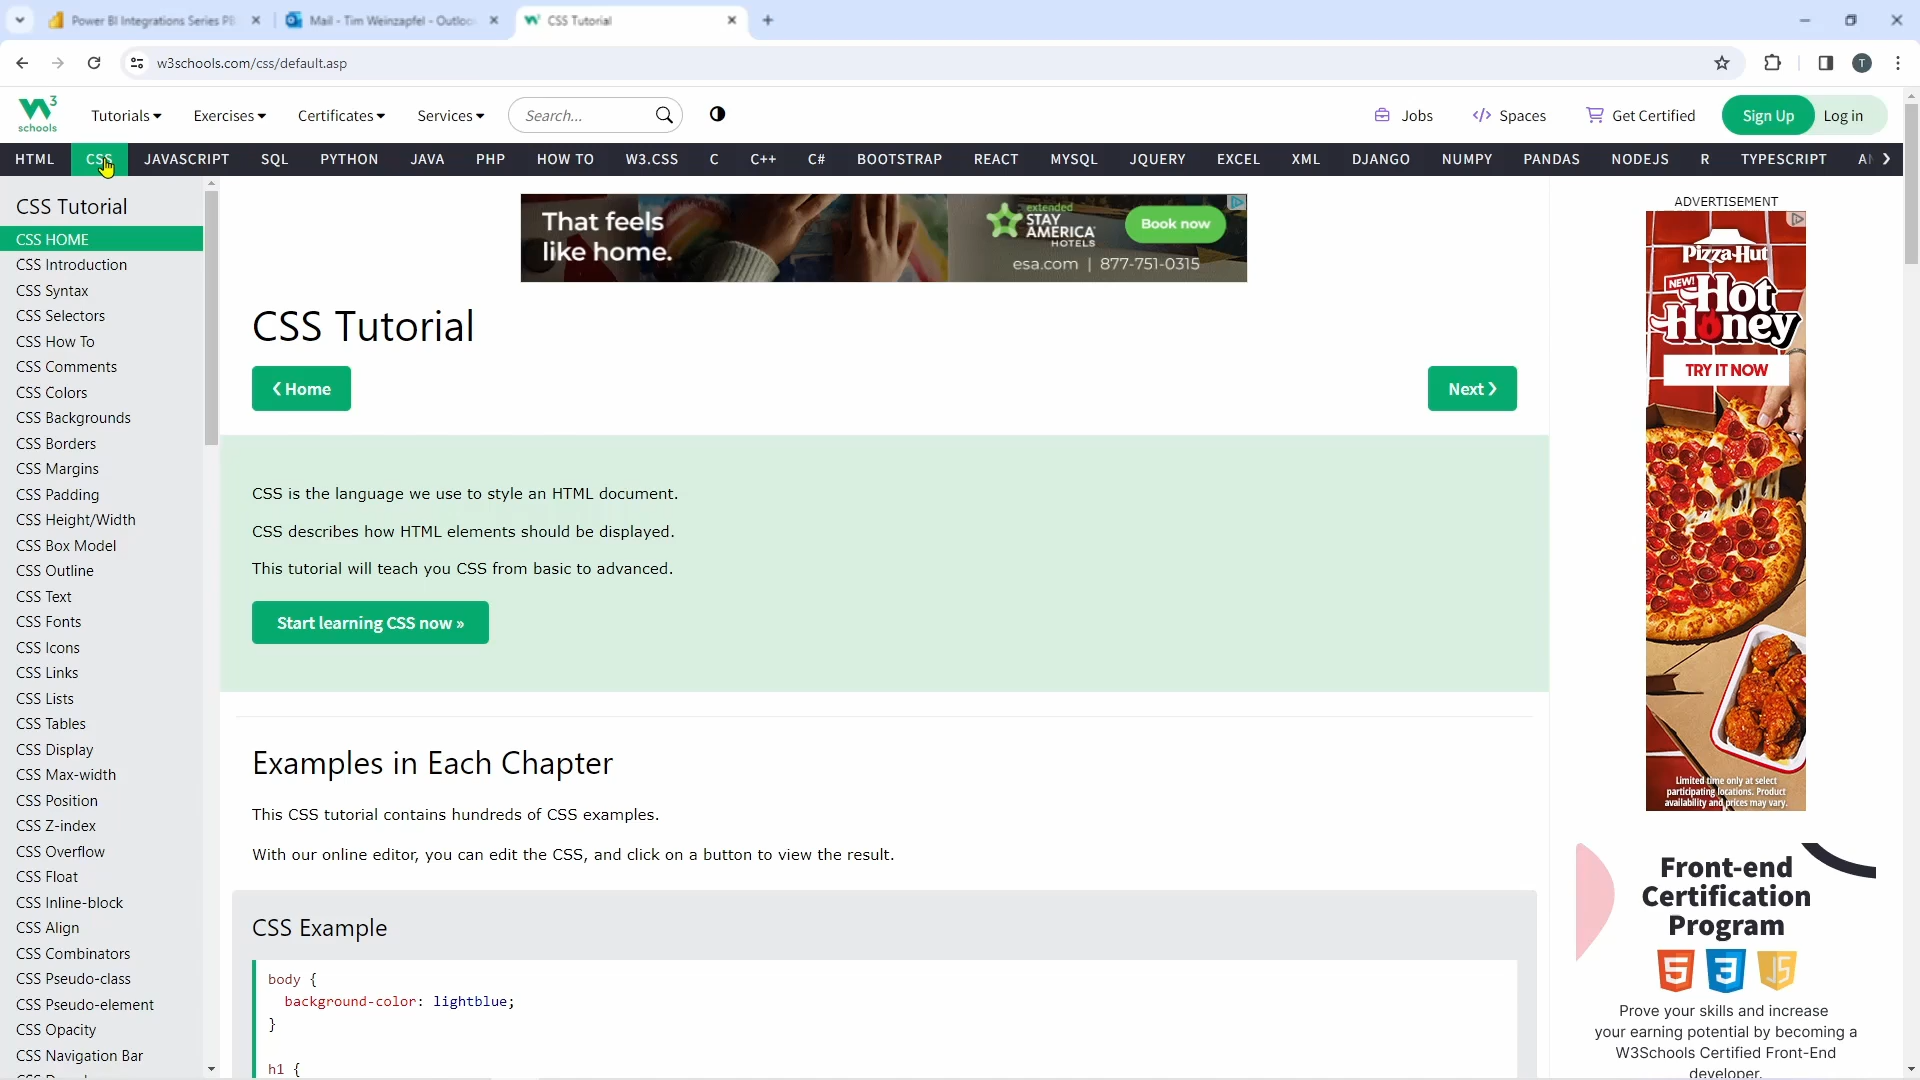 Power BI Integrations Series P
Mail - Tim Weinzapfel - Outloo
CSS Tutorial
w3schools.com/css/default.asp
T
3
schools
Tutorials
Exercises
Certificates
Services
Search...
Jobs
Spaces
Get Certified
Sign Up
Log in
HTML
CSS
JAVASCRIPT
SQL
PYTHON
JAVA
PHP
HOW TO
W3.CSS
C
C++
C#
BOOTSTRAP
REACT
MYSQL
JQUERY
EXCEL
XML
DJANGO
NUMPY
PANDAS
NODEJS
R
TYPESCRIPT
CSS Tutorial
CSS HOME
CSS Introduction
CSS Syntax
CSS Selectors
CSS How To
CSS Comments
CSS Colors
CSS Backgrounds
CSS Borders
CSS Margins
CSS Padding
CSS Height/Width
CSS Box Model
CSS Outline
CSS Text
CSS Fonts
CSS Icons
CSS Links
CSS Lists
CSS Tables
CSS Display
CSS Max-width
CSS Position
CSS Z-index
CSS Overflow
CSS Float
CSS Inline-block
CSS Align
CSS Combinators
CSS Pseudo-class
CSS Pseudo-element
CSS Opacity
CSS Navigation Bar
That feels
like home.
extended
STAY
AMERICA
HOTELS
Book now
esa.com | 877-751-0315
CSS Tutorial
❮ Home
Next ❯
CSS is the language we use to style an HTML document.
CSS describes how HTML elements should be displayed.
This tutorial will teach you CSS from basic to advanced.
Start learning CSS now »
Examples in Each Chapter
This CSS tutorial contains hundreds of CSS examples.
With our online editor, you can edit the CSS, and click on a button to view the result.
CSS Example
body {
background-color: lightblue;
}
h1 {
ADVERTISEMENT
Pizza Hut
NEW!
Hot
Honey
TRY IT NOW
Limited time only at select
participating locations. Product
availability and prices may vary.
Front-end
Certification
Program
5
3
JS
Prove your skills and increase
your earning potential by becoming a
W3Schools Certified Front-End
developer.